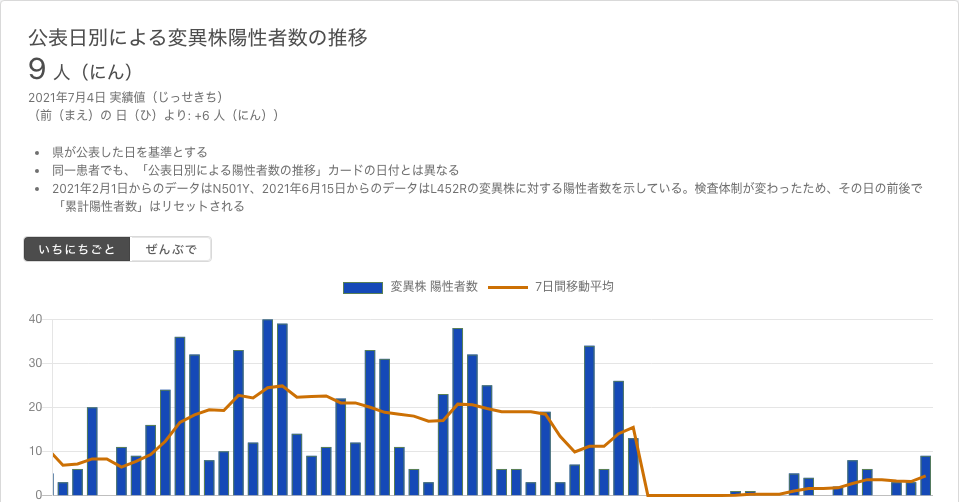 公表日別による変異株陽性者数の推移
9 人（にん）
2021年7月4日 実績値（じっせきち）
（前（まえ）の 日（ひ）より: +6 人（にん））
• 県が公表した日を基準とする
• 同一患者でも、「公表日別による陽性者数の推移」カードの日付とは異なる
• 2021年2月1日からのデータはN501Y、2021年6月15日からのデータはL452Rの変異株に対する陽性者数を示している。検査体制が変わったため、その日の前後で
「累計陽性者数」はリセットされる
いちにちごと ぜんぶで
変異株 陽性者数 7日間移動平均
40
30
20
10
0